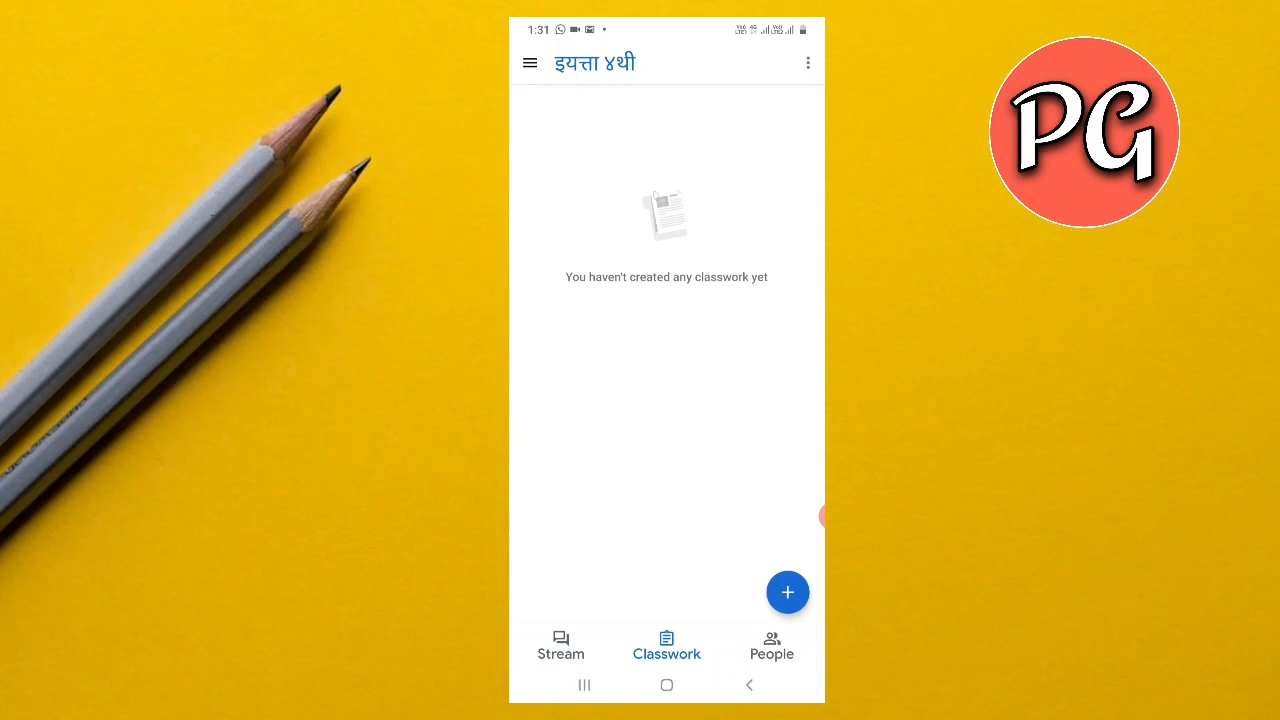 1:31
इयत्ता ४थी
PG
You haven't created any classwork yet
Stream Classwork People